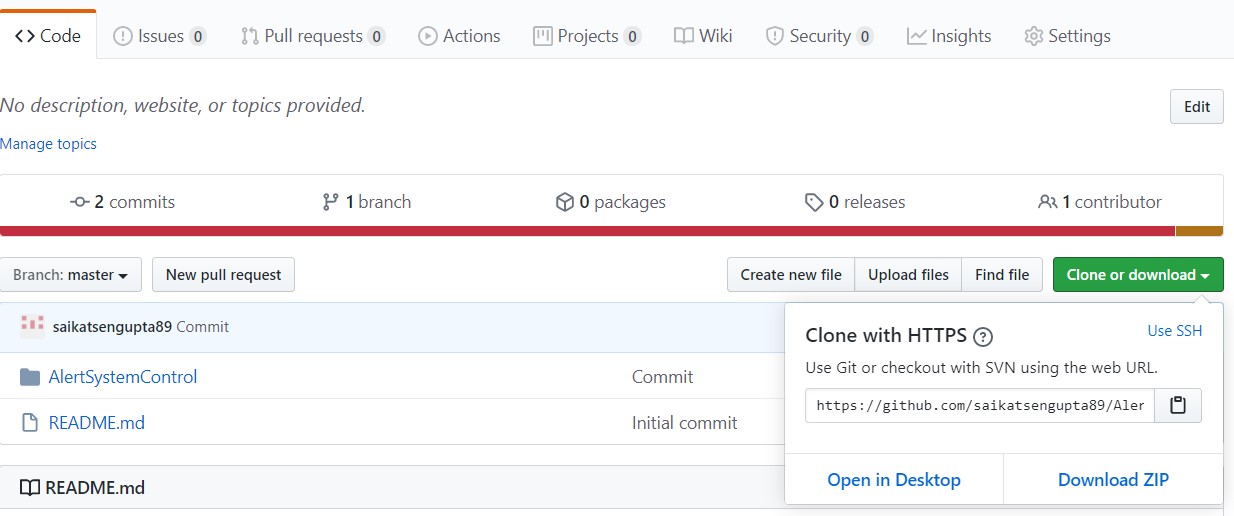 Code Issues 0 Pull requests 0 Actions Projects 0 Wiki Security 0 Insights Settings
No description, website, or topics provided. Edit
Manage topics
2 commits 1 branch 0 packages 0 releases 1 contributor
Branch: master New pull request Create new file Upload files Find file Clone or download
saikatsengupta89 Commit
AlertSystemControl Commit
README.md Initial commit
README.md
Clone with HTTPS ? Use SSH
Use Git or checkout with SVN using the web URL.
https://github.com/saikatsengupta89/Aler
Open in Desktop Download ZIP